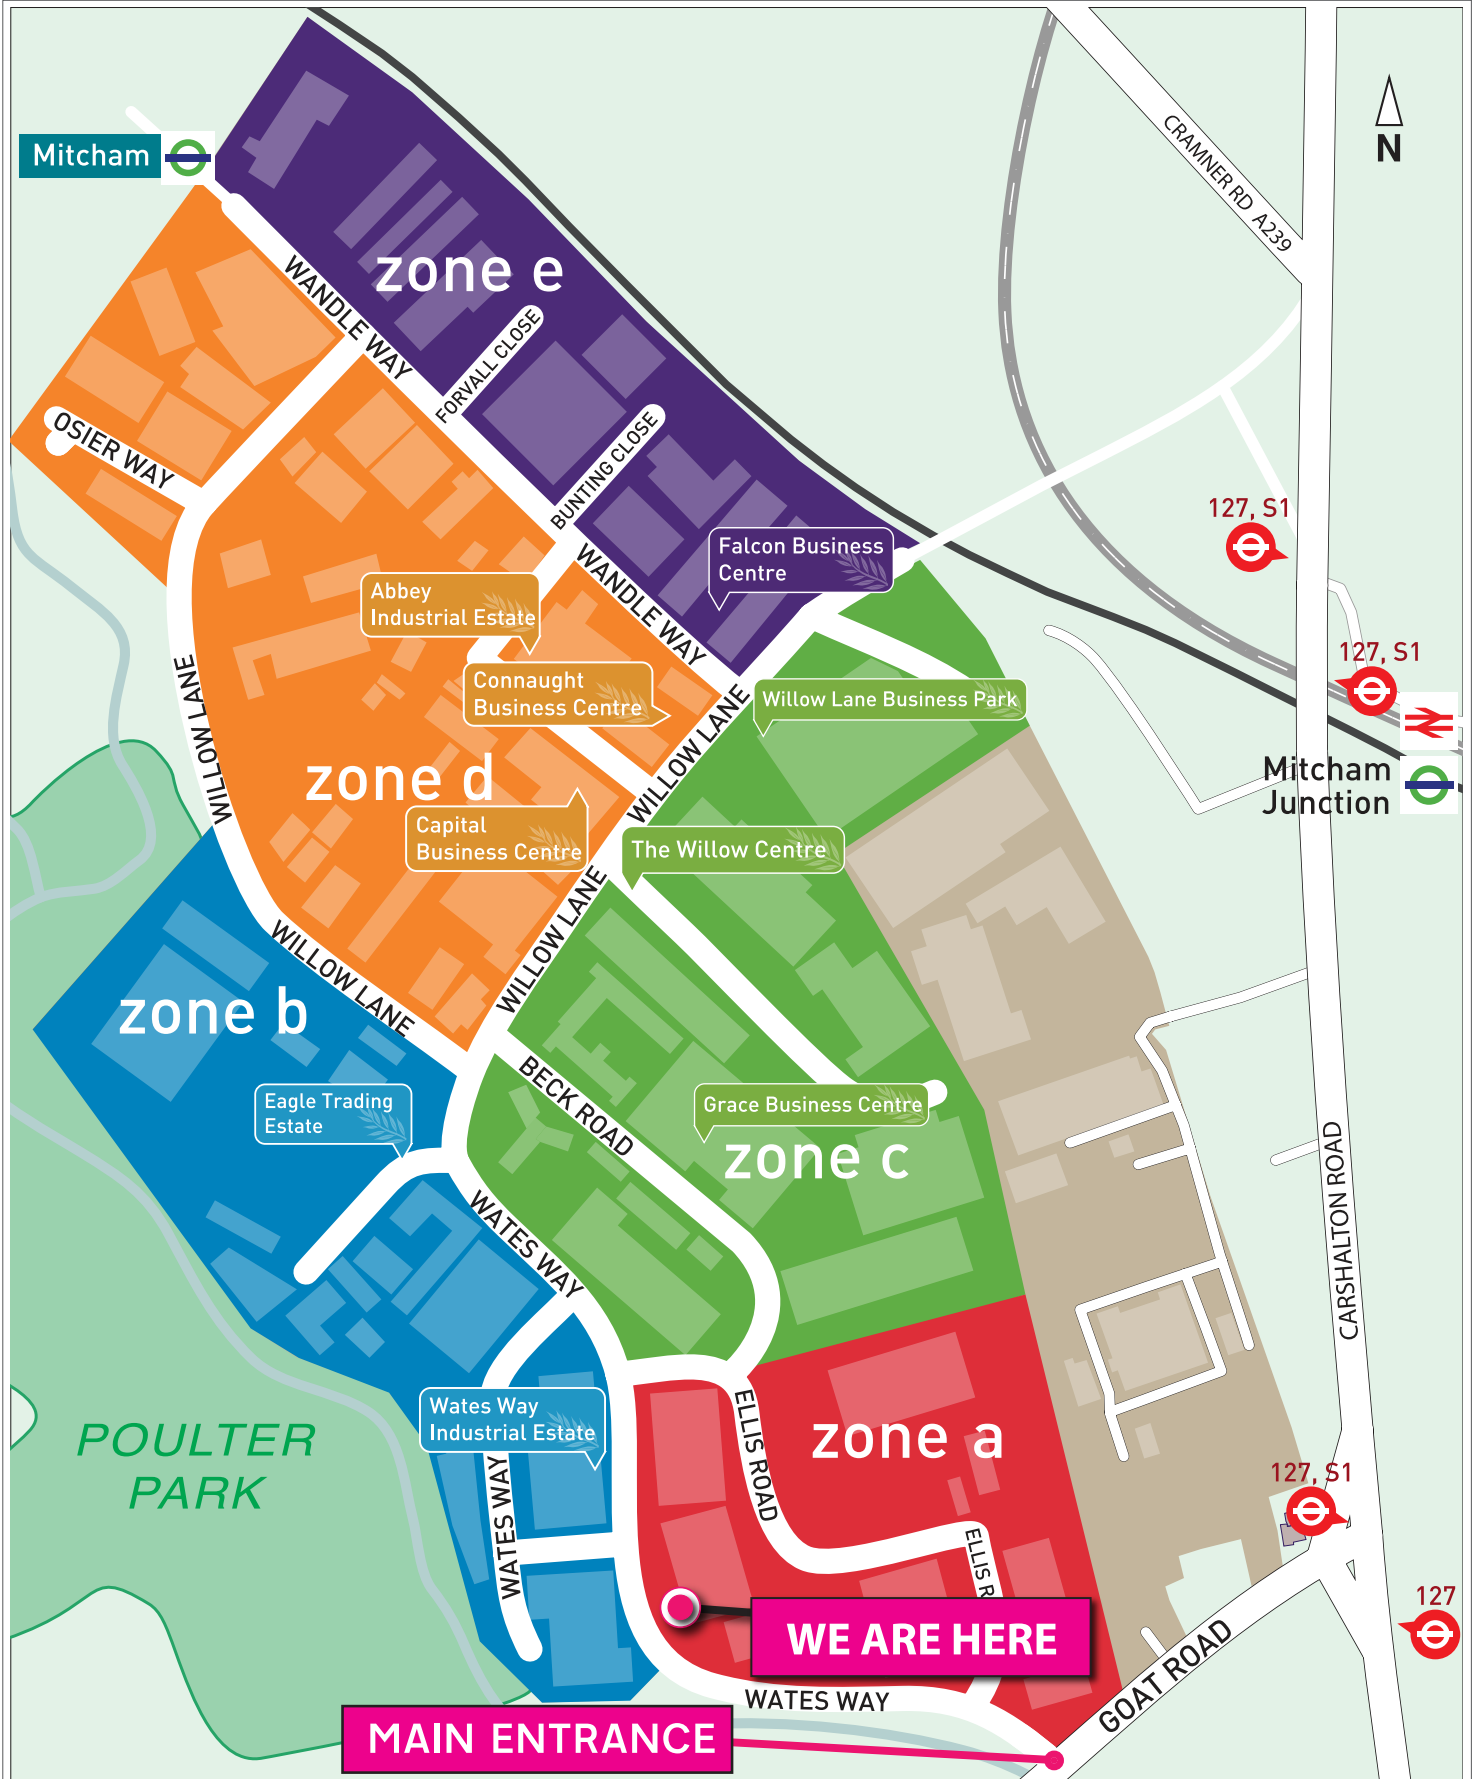 CRAMNER RD A239
N
Mitcham
zone e
WANDLE WAY
FORVALL CLOSE
OSIER WAY
BUNTING CLOSE
127, S1
Falcon Business
Centre
WANDLE WAY
Abbey
Industrial Estate
127, S1
Connaught
Business Centre
Willow Lane Business Park
WILLOW LANE
WILLOW LANE
zone d
Mitcham
Junction
Capital
Business Centre
The Willow Centre
WILLOW LANE
WILLOW LANE
zone b
BECK ROAD
Eagle Trading
Estate
Grace Business Centre
zone c
CARSHALTON ROAD
WATES WAY
Wates Way
Industrial Estate
ELLIS ROAD
zone a
POULTER
PARK
127, S1
WATES WAY
ELLIS R
127
WE ARE HERE
GOAT ROAD
WATES WAY
MAIN ENTRANCE